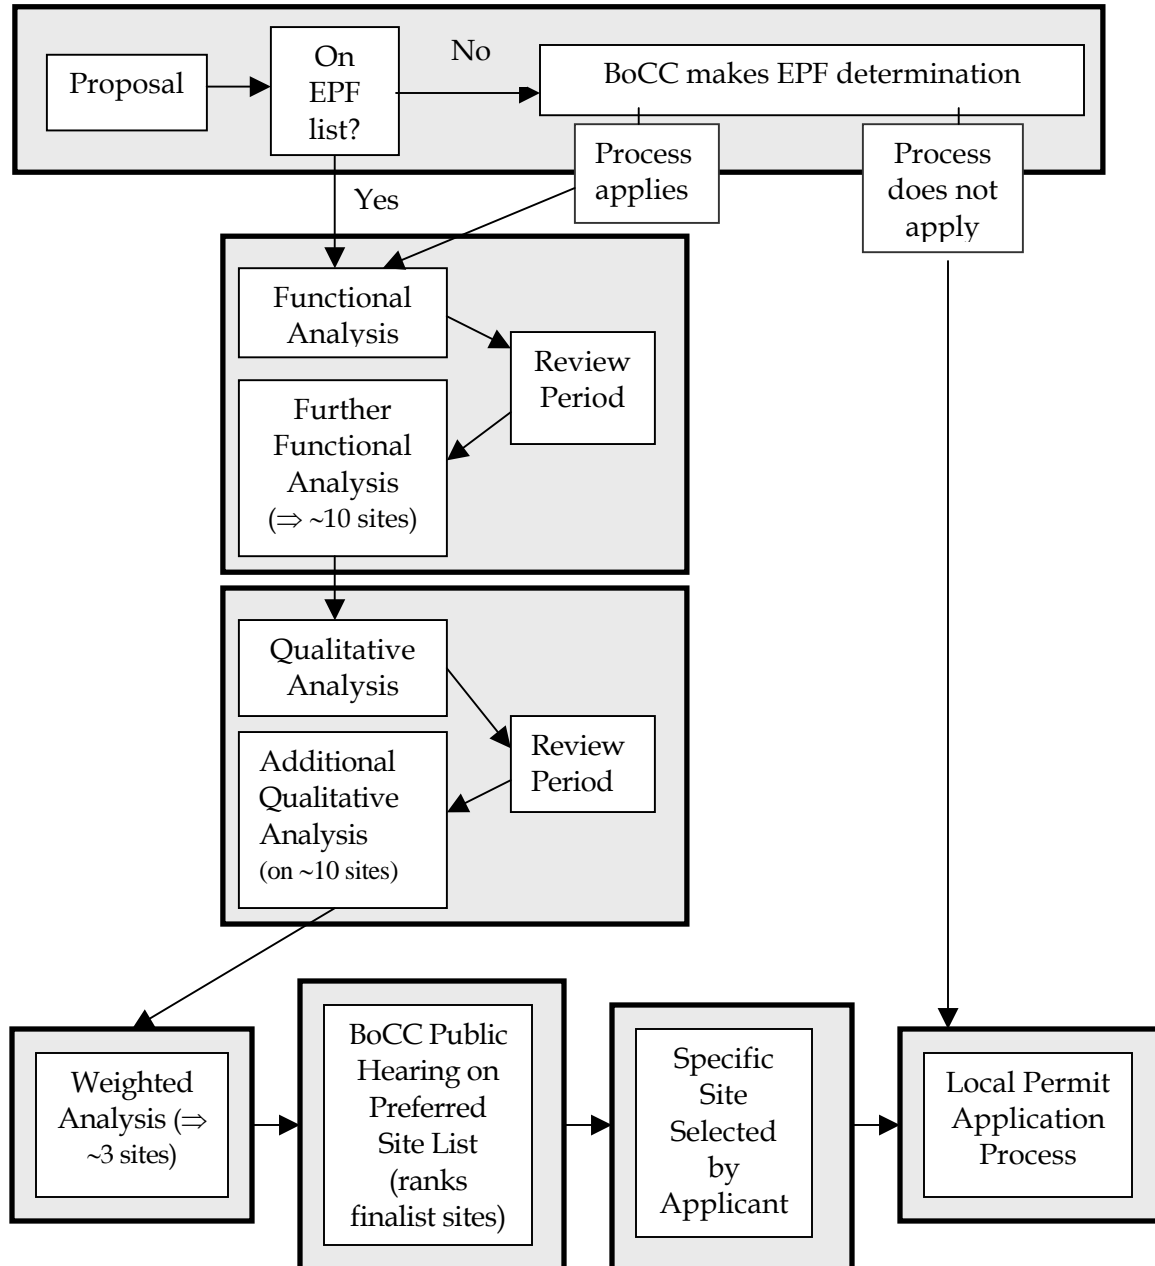 Proposal
On
EPF
list?
No
BoCC makes EPF determination
Process
applies
Process
does not
apply
Yes
Functional
Analysis
Review
Period
Further
Functional
Analysis
(⇒ ~10 sites)
Qualitative
Analysis
Review
Period
Additional
Qualitative
Analysis
(on ~10 sites)
Weighted
Analysis (⇒
~3 sites)
BoCC Public
Hearing on
Preferred
Site List
(ranks
finalist sites)
Specific
Site
Selected
by
Applicant
Local Permit
Application
Process